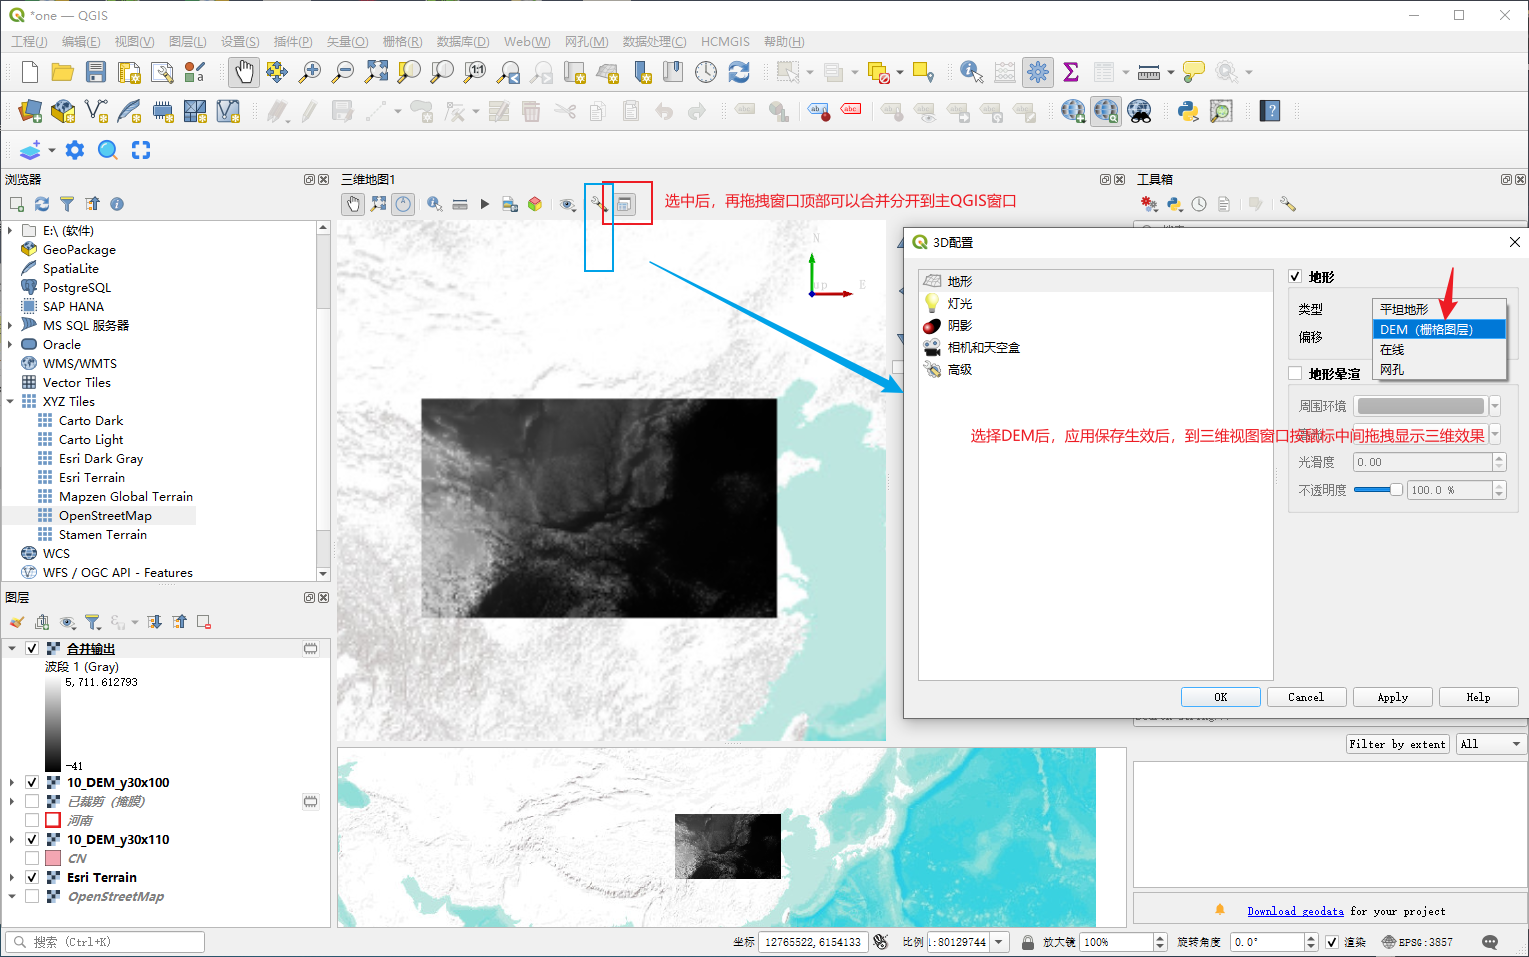 *one — QGIS
工程(J) 编辑(E) 视图(V) 图层(L) 设置(S) 插件(P) 矢量(O) 栅格(R) 数据库(D) Web(W) 网孔(M) 数据处理(C) HCMGIS 帮助(H)
浏览器
三维地图1
工具箱
选中后，再拖拽窗口顶部可以合并分开到主QGIS窗口
E:\ (软件)
GeoPackage
SpatiaLite
PostgreSQL
SAP HANA
MS SQL 服务器
Oracle
WMS/WMTS
Vector Tiles
XYZ Tiles
Carto Dark
Carto Light
Esri Dark Gray
Esri Terrain
Mapzen Global Terrain
OpenStreetMap
Stamen Terrain
WCS
WFS / OGC API - Features
N
up
E
3D配置
地形
灯光
阴影
相机和天空盒
高级
地形
类型
平坦地形
DEM（栅格图层）
在线
网孔
偏移
地形晕渲
周围环境
选择DEM后，应用保存生效后，到三维视图窗口按鼠标中间拖拽显示三维效果
光滑度 0.00
不透明度 100.0 %
OK Cancel Apply Help
图层
合并输出
波段 1 (Gray)
5,711.612793
-41
10_DEM_y30x100
已裁剪（掩膜）
河南
10_DEM_y30x110
CN
Esri Terrain
OpenStreetMap
Filter by extent All
Download geodata for your project
搜索 (Ctrl+K)
坐标 12765522,6154133 比例 1:80129744 放大镜 100% 旋转角度 0.0° 渲染 EPSG:3857